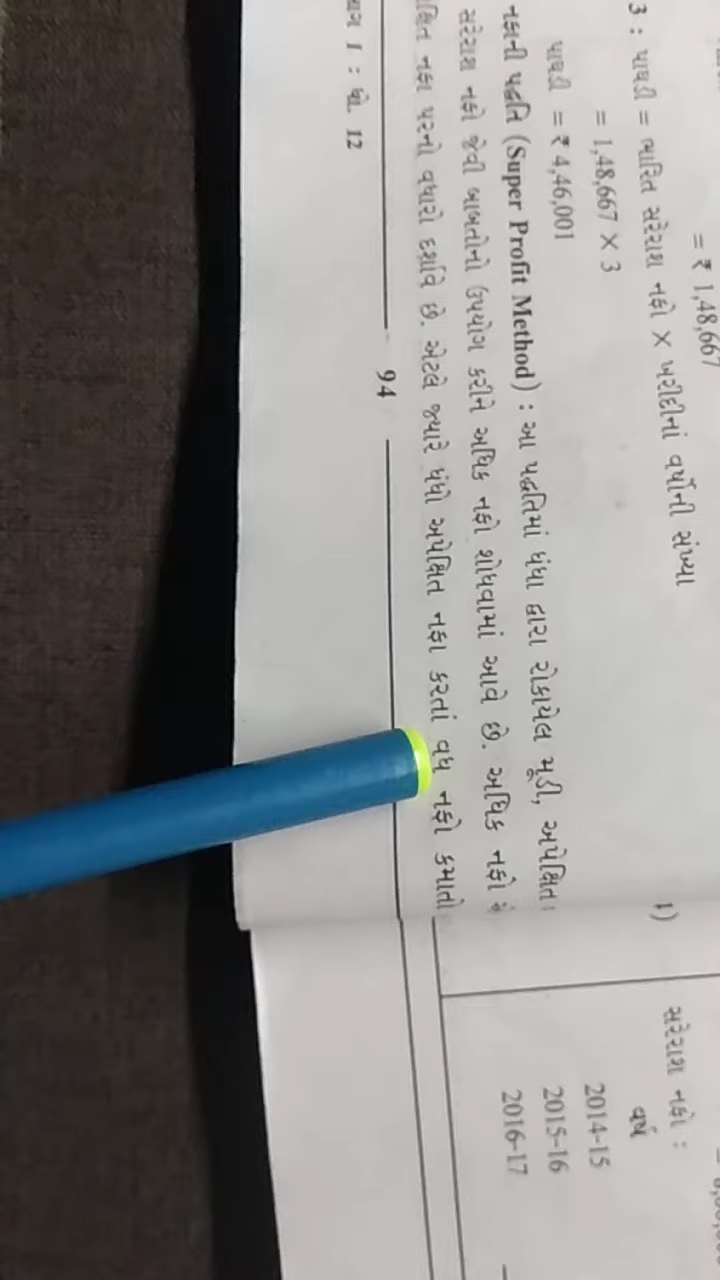 = ₹ 1,48,667
3 : પાઘડી = ભારિત સરેરાશ નફો × ખરીદીનાં વર્ષોની સંખ્યા
= 1,48,667 × 3
પાઘડી = ₹ 4,46,001
નફાની પદ્ધતિ (Super Profit Method) : આ પદ્ધતિમાં ધંધા દ્વારા રોકાયેલ મૂડી, અપેક્ષિત
સરેરાશ નફો જેવી બાબતોનો ઉપયોગ કરીને અધિક નફો શોધવામાં આવે છે. અધિક નફો
નફા પરનો વધારો દર્શાવે છે. એટલે જ્યારે ધંધો અપેક્ષિત નફા કરતાં વધુ નફો કમાતો
94
1 : ધો. 12
1)
સરેરાશ નફો :
વર્ષ
2014-15
2015-16
2016-17